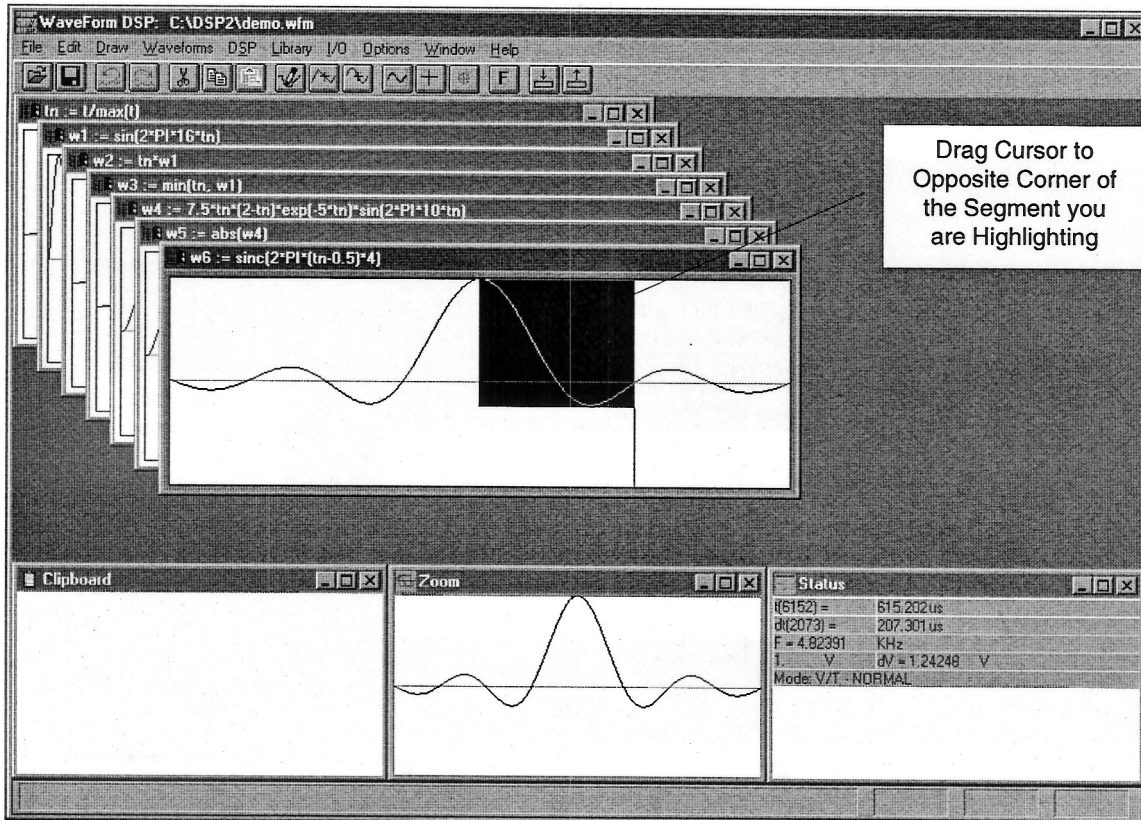 WaveForm DSP: C:\DSP2\demo.wfm
File Edit Draw Waveforms DSP Library I/O Options Window Help
F
tn := t/max(t)
w1 := sin(2*PI*16*tn)
w2 := tn*w1
w3 := min(tn, w1)
w4 := 7.5*tn*(2-tn)*exp(-5*tn)*sin(2*PI*10*tn)
w5 := abs(w4)
w6 := sinc(2*PI*(tn-0.5)*4)
Drag Cursor to
Opposite Corner of
the Segment you
are Highlighting
Clipboard
Zoom
Status
t(6152) = 615.202us
dt(2073) = 207.301us
F = 4.82391 KHz
1. V dV = 1.24248 V
Mode: V/T - NORMAL